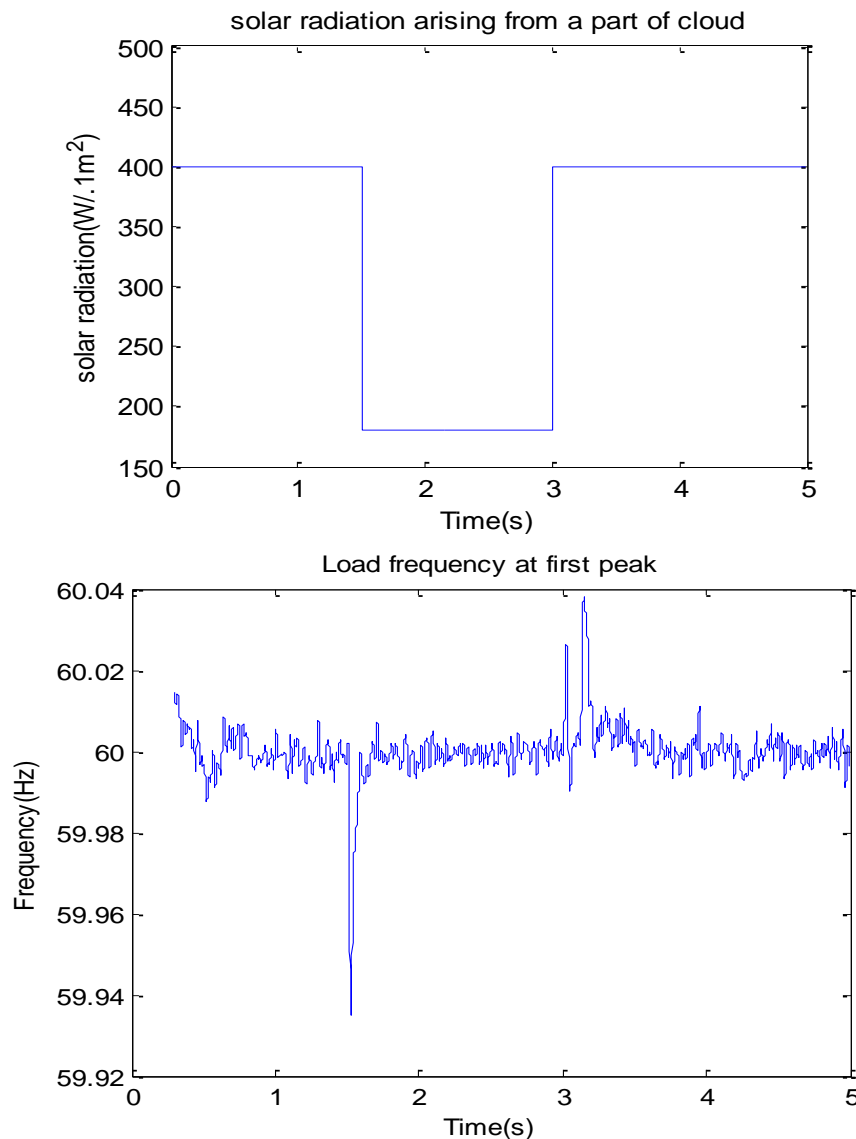 solar radiation arising from a part of cloud
500
450
400
350
300
250
200
150
solar radiation(W/.1m²)
0 1 2 3 4 5
Time(s)
Load frequency at first peak
60.04
60.02
60
59.98
59.96
59.94
59.92
Frequency(Hz)
0 1 2 3 4 5
Time(s)